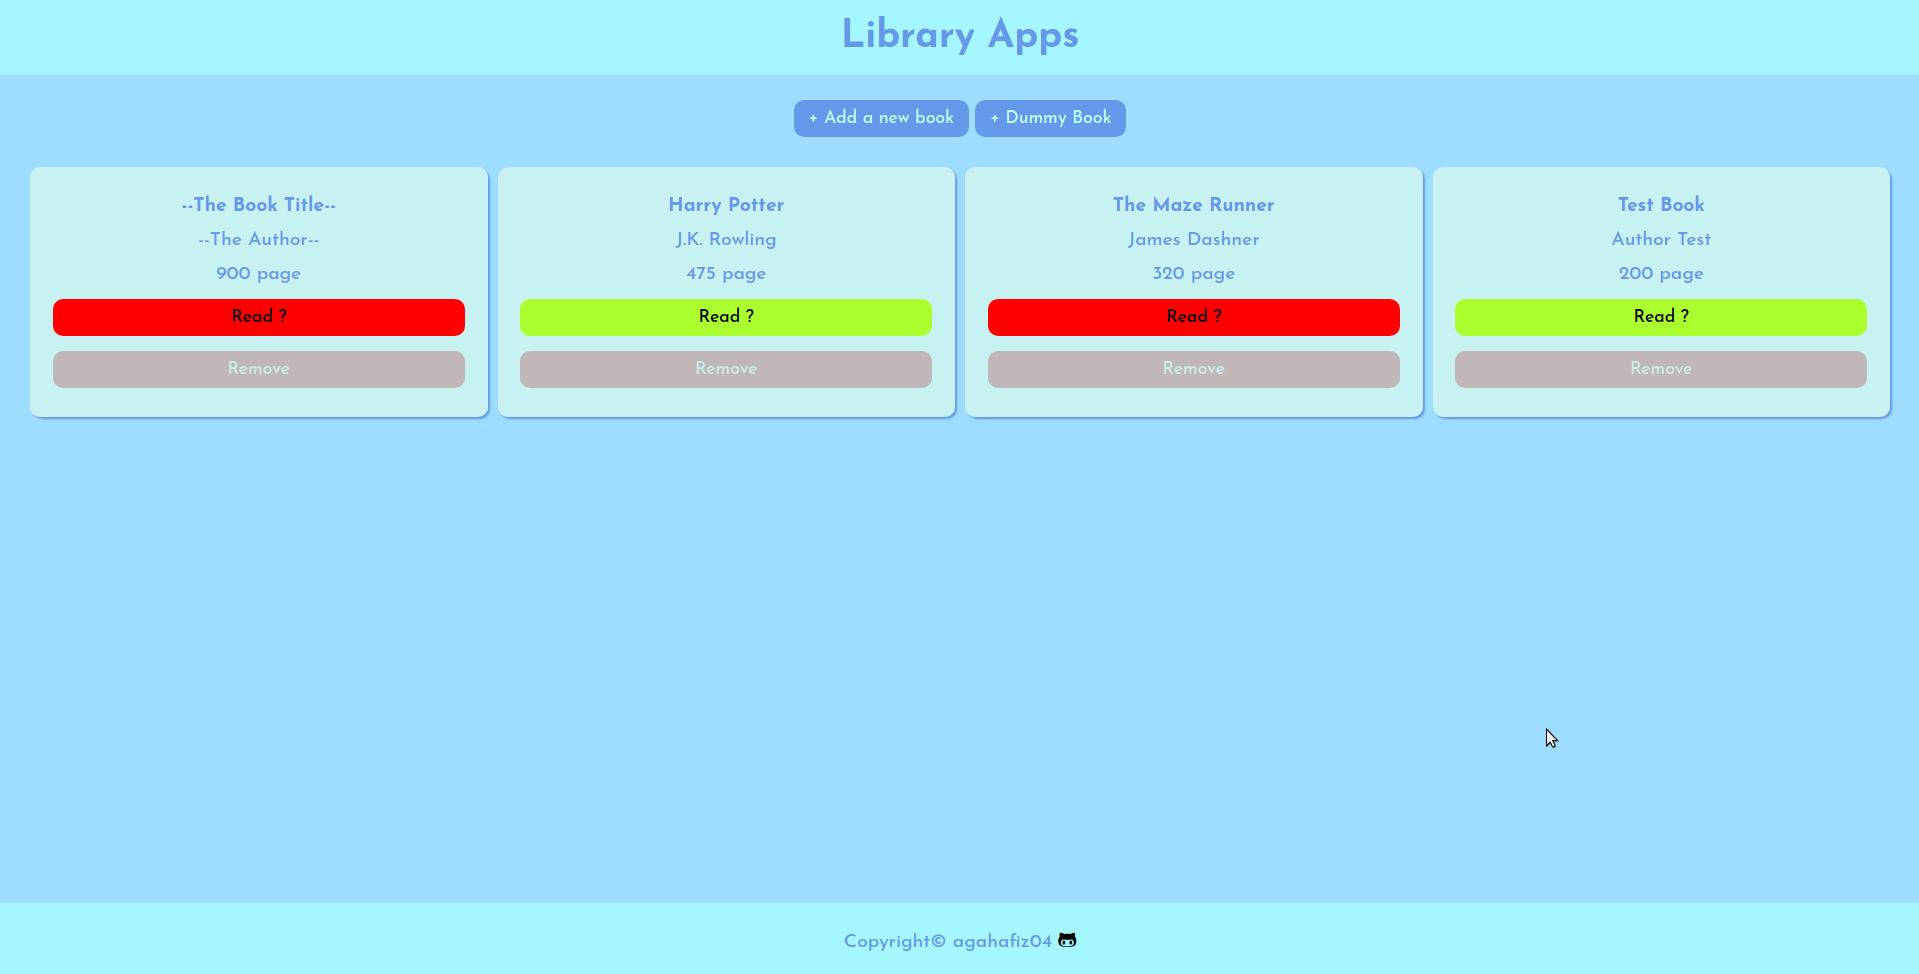 Library Apps
+ Add a new book
+ Dummy Book
--The Book Title--
--The Author--
900 page
Read ?
Remove
Harry Potter
J.K. Rowling
475 page
Read ?
Remove
The Maze Runner
James Dashner
320 page
Read ?
Remove
Test Book
Author Test
200 page
Read ?
Remove
Copyright© agahafiz04